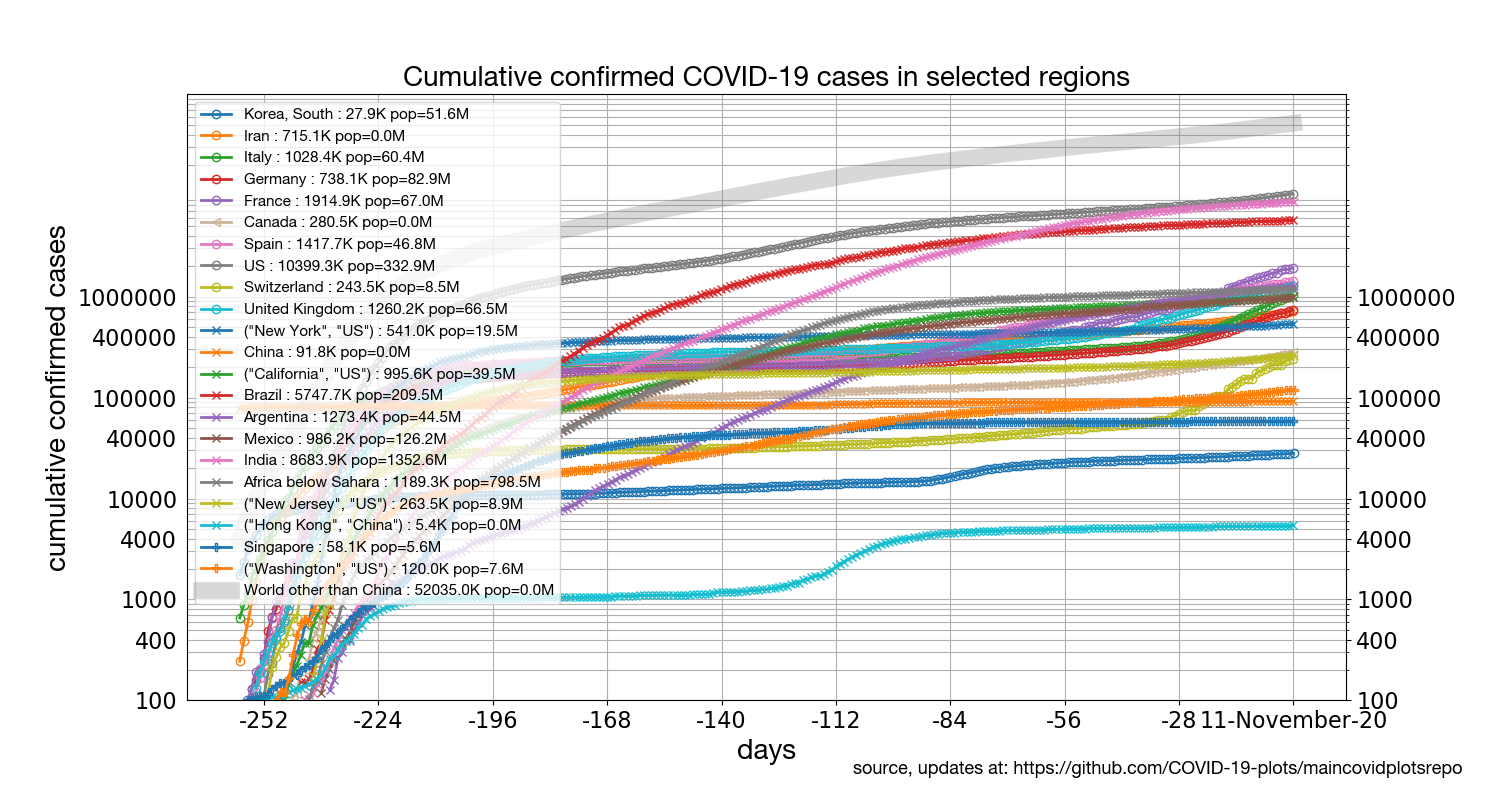 Cumulative confirmed COVID-19 cases in selected regions
cumulative confirmed cases
1000000
400000
100000
40000
10000
4000
1000
400
100
Korea, South : 27.9K pop=51.6M
Iran : 715.1K pop=0.0M
Italy : 1028.4K pop=60.4M
Germany : 738.1K pop=82.9M
France : 1914.9K pop=67.0M
Canada : 280.5K pop=0.0M
Spain : 1417.7K pop=46.8M
US : 10399.3K pop=332.9M
Switzerland : 243.5K pop=8.5M
United Kingdom : 1260.2K pop=66.5M
("New York", "US") : 541.0K pop=19.5M
China : 91.8K pop=0.0M
("California", "US") : 995.6K pop=39.5M
Brazil : 5747.7K pop=209.5M
Argentina : 1273.4K pop=44.5M
Mexico : 986.2K pop=126.2M
India : 8683.9K pop=1352.6M
Africa below Sahara : 1189.3K pop=798.5M
("New Jersey", "US") : 263.5K pop=8.9M
("Hong Kong", "China") : 5.4K pop=0.0M
Singapore : 58.1K pop=5.6M
("Washington", "US") : 120.0K pop=7.6M
World other than China : 52035.0K pop=0.0M
1000000
400000
100000
40000
10000
4000
1000
400
100
-252 -224 -196 -168 -140 -112 -84 -56 -28 11-November-20
days
source, updates at: https://github.com/COVID-19-plots/maincovidplotsrepo